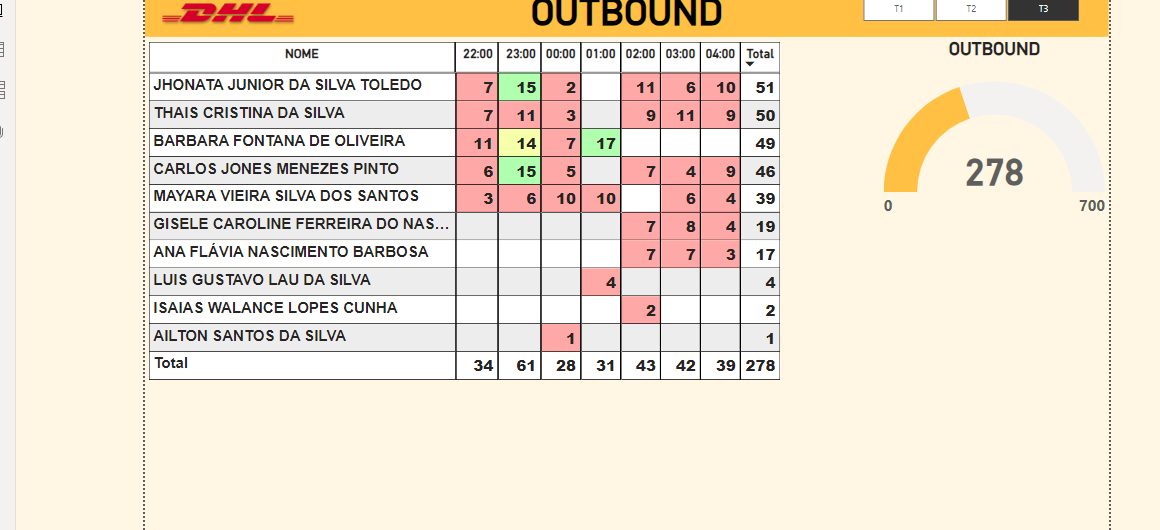 DHL OUTBOUND T1 T2 T3
NOME 22:00 23:00 00:00 01:00 02:00 03:00 04:00 Total
JHONATA JUNIOR DA SILVA TOLEDO 7 15 2 11 6 10 51
THAIS CRISTINA DA SILVA 7 11 3 9 11 9 50
BARBARA FONTANA DE OLIVEIRA 11 14 7 17 49
CARLOS JONES MENEZES PINTO 6 15 5 7 4 9 46
MAYARA VIEIRA SILVA DOS SANTOS 3 6 10 10 6 4 39
GISELE CAROLINE FERREIRA DO NAS... 7 8 4 19
ANA FLÁVIA NASCIMENTO BARBOSA 7 7 3 17
LUIS GUSTAVO LAU DA SILVA 4 4
ISAIAS WALANCE LOPES CUNHA 2 2
AILTON SANTOS DA SILVA 1 1
Total 34 61 28 31 43 42 39 278
OUTBOUND
278
0 700